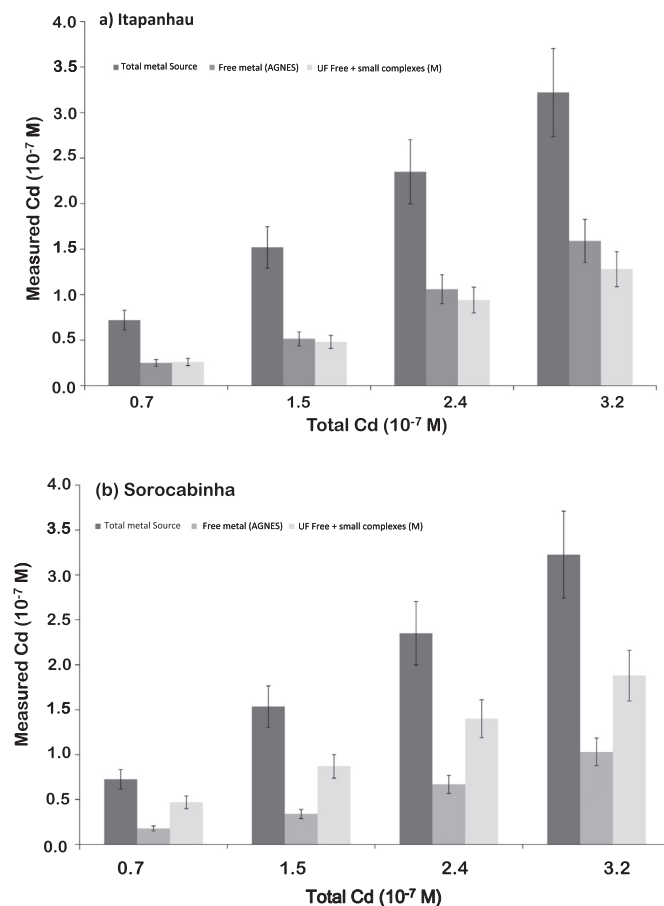 a) Itapanhau
4.0
3.5
3.0
2.5
2.0
1.5
1.0
0.5
0.0
Total metal Source
Free metal (AGNES)
UF Free + small complexes (M)
Measured Cd (10⁻⁷ M)
0.7
1.5
2.4
3.2
Total Cd (10⁻⁷ M)
(b) Sorocabinha
4.0
3.5
3.0
2.5
2.0
1.5
1.0
0.5
0.0
Total metal Source
Free metal (AGNES)
UF Free + small complexes (M)
Measured Cd (10⁻⁷ M)
0.7
1.5
2.4
3.2
Total Cd (10⁻⁷ M)